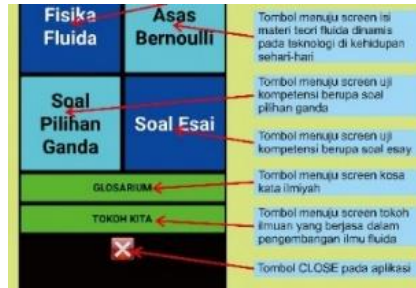 Fisika
Fluida
Asas
Bernoulli
Tombol menuju screen isi
materi teori fluida dinamis
pada teknologi di kehidupan
sehari-hari
Soal
Pilihan
Ganda
Soal Esai
Tombol menuju screen uji
kompetensi berupa soal
pilihan ganda
Tombol menuju screen uji
kompetensi berupa soal esay
GLOSARIUM
Tombol menuju screen kosa
kata ilmiyah
TOKOH KITA
Tombol menuju screen tokoh
ilmuan yang berjasa dalam
pengembangan ilmu fluida
Tombol CLOSE pada aplikasi